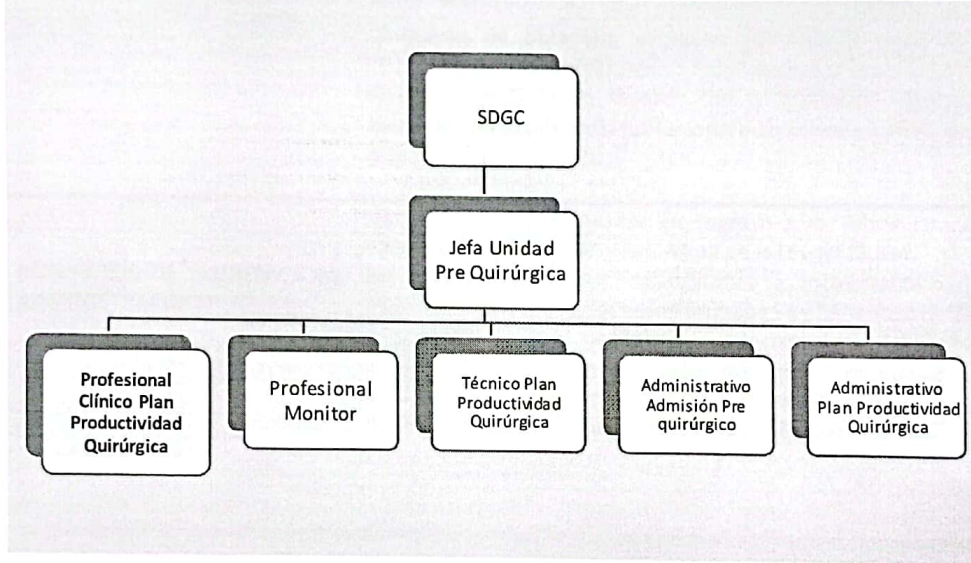 SDGC
Jefa Unidad
Pre Quirúrgica
Profesional
Clínico Plan
Productividad
Quirúrgica
Profesional
Monitor
Técnico Plan
Productividad
Quirúrgica
Administrativo
Admisión Pre
quirúrgico
Administrativo
Plan Productividad
Quirúrgica